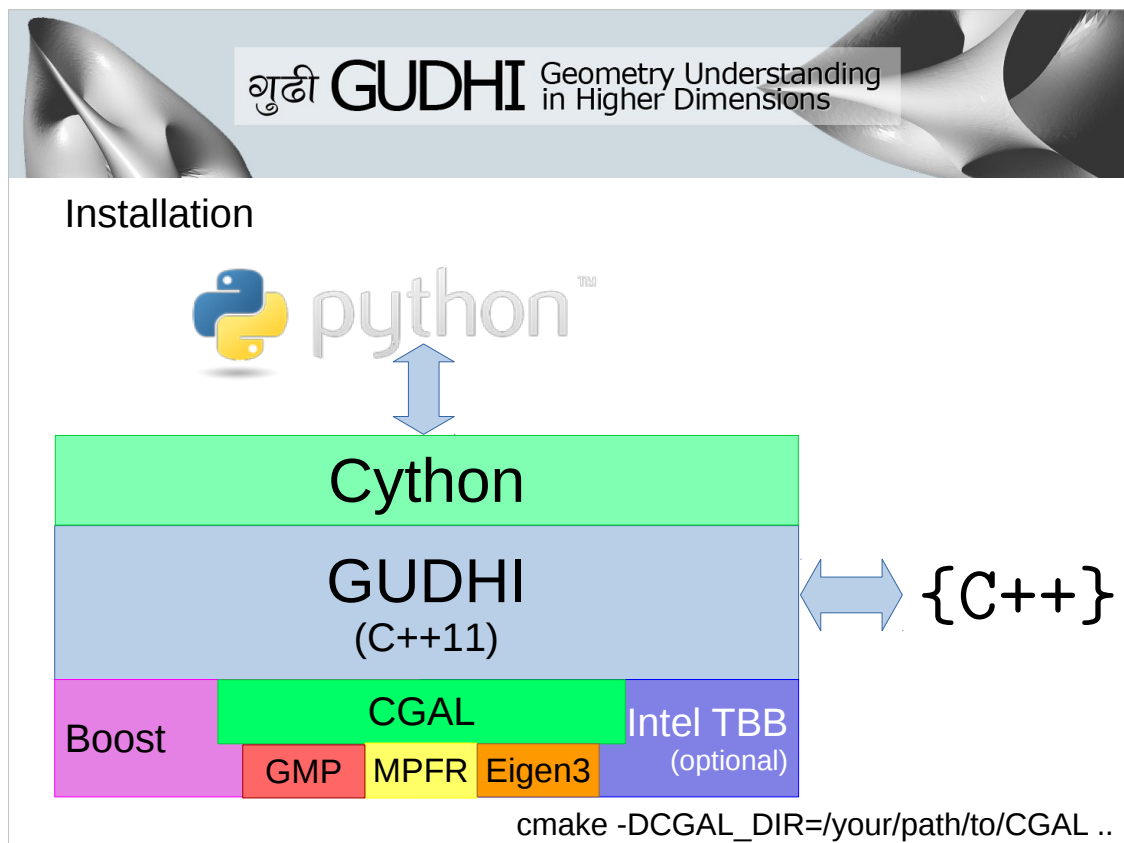 गुढी GUDHI Geometry Understanding
in Higher Dimensions
Installation
python™
Cython
GUDHI
(C++11)
{C++}
Boost
CGAL
Intel TBB
(optional)
GMP
MPFR
Eigen3
cmake -DCGAL_DIR=/your/path/to/CGAL ..